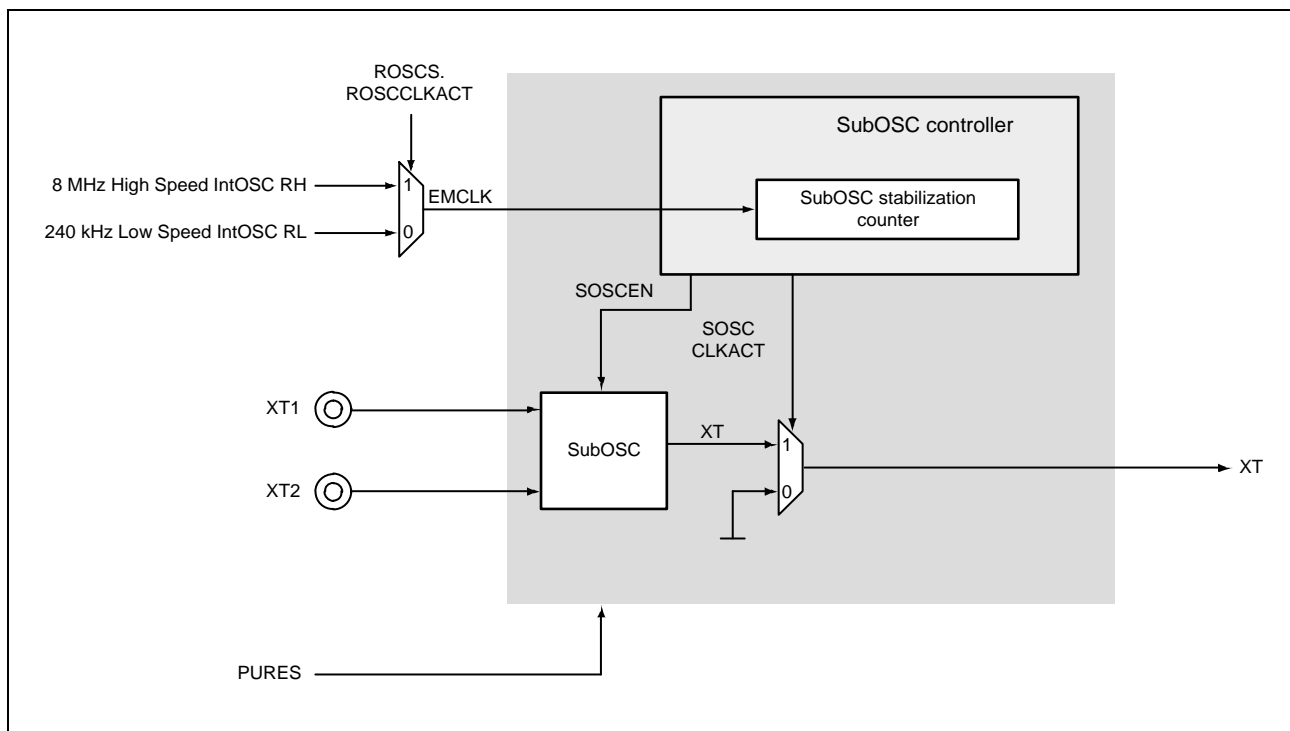 ROSCS.
ROSCCLKACT
SubOSC controller
8 MHz High Speed IntOSC RH
1
EMCLK
SubOSC stabilization
counter
240 kHz Low Speed IntOSC RL
0
SOSCEN
SOSC
CLKACT
XT1
XT
1
SubOSC
XT
XT2
0
PURES